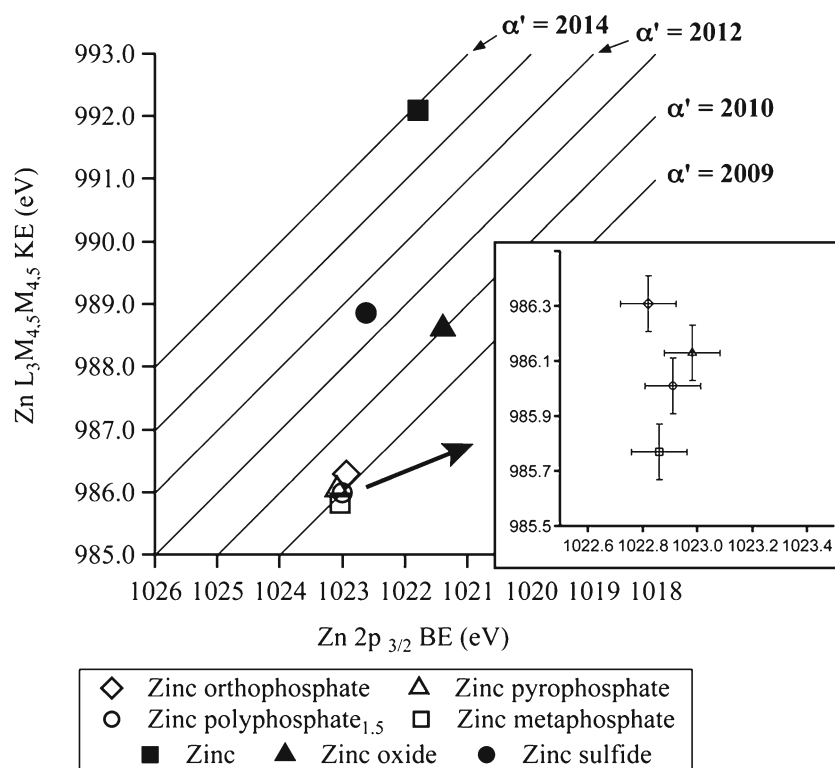 α' = 2014
α' = 2012
993.0
992.0
991.0
990.0
989.0
988.0
987.0
986.0
985.0
Zn L₃M₄,₅M₄,₅ KE (eV)
α' = 2010
α' = 2009
986.3
986.1
985.9
985.7
985.5
1022.6 1022.8 1023.0 1023.2 1023.4
1026 1025 1024 1023 1022 1021 1020 1019 1018
Zn 2p 3/2 BE (eV)
Zinc orthophosphate Zinc pyrophosphate
Zinc polyphosphate1.5 Zinc metaphosphate
Zinc Zinc oxide Zinc sulfide